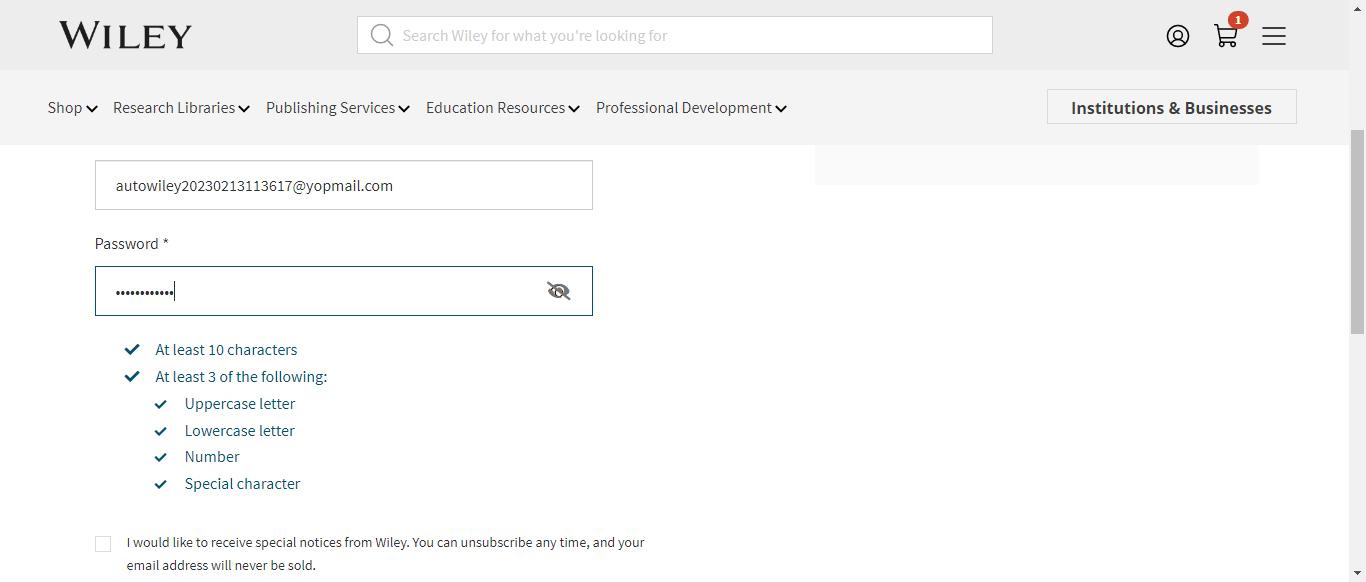 WILEY
Search Wiley for what you're looking for
1
Shop Research Libraries Publishing Services Education Resources Professional Development
Institutions & Businesses
autowiley20230213113617@yopmail.com
Password *
••••••••••••
At least 10 characters
At least 3 of the following:
Uppercase letter
Lowercase letter
Number
Special character
I would like to receive special notices from Wiley. You can unsubscribe any time, and your
email address will never be sold.